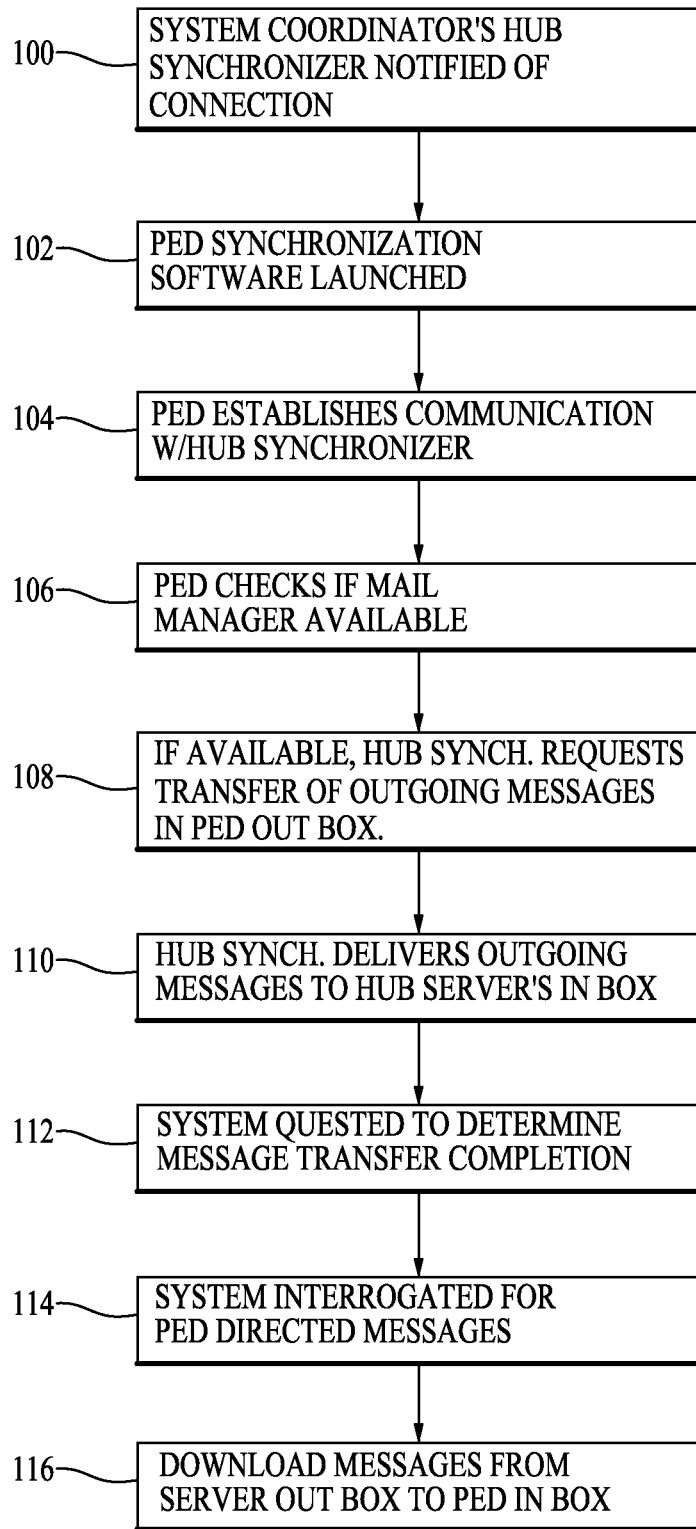 100
SYSTEM COORDINATOR'S HUB
SYNCHRONIZER NOTIFIED OF
CONNECTION
102
PED SYNCHRONIZATION
SOFTWARE LAUNCHED
104
PED ESTABLISHES COMMUNICATION
W/HUB SYNCHRONIZER
106
PED CHECKS IF MAIL
MANAGER AVAILABLE
108
IF AVAILABLE, HUB SYNCH. REQUESTS
TRANSFER OF OUTGOING MESSAGES
IN PED OUT BOX.
110
HUB SYNCH. DELIVERS OUTGOING
MESSAGES TO HUB SERVER'S IN BOX
112
SYSTEM QUESTED TO DETERMINE
MESSAGE TRANSFER COMPLETION
114
SYSTEM INTERROGATED FOR
PED DIRECTED MESSAGES
116
DOWNLOAD MESSAGES FROM
SERVER OUT BOX TO PED IN BOX